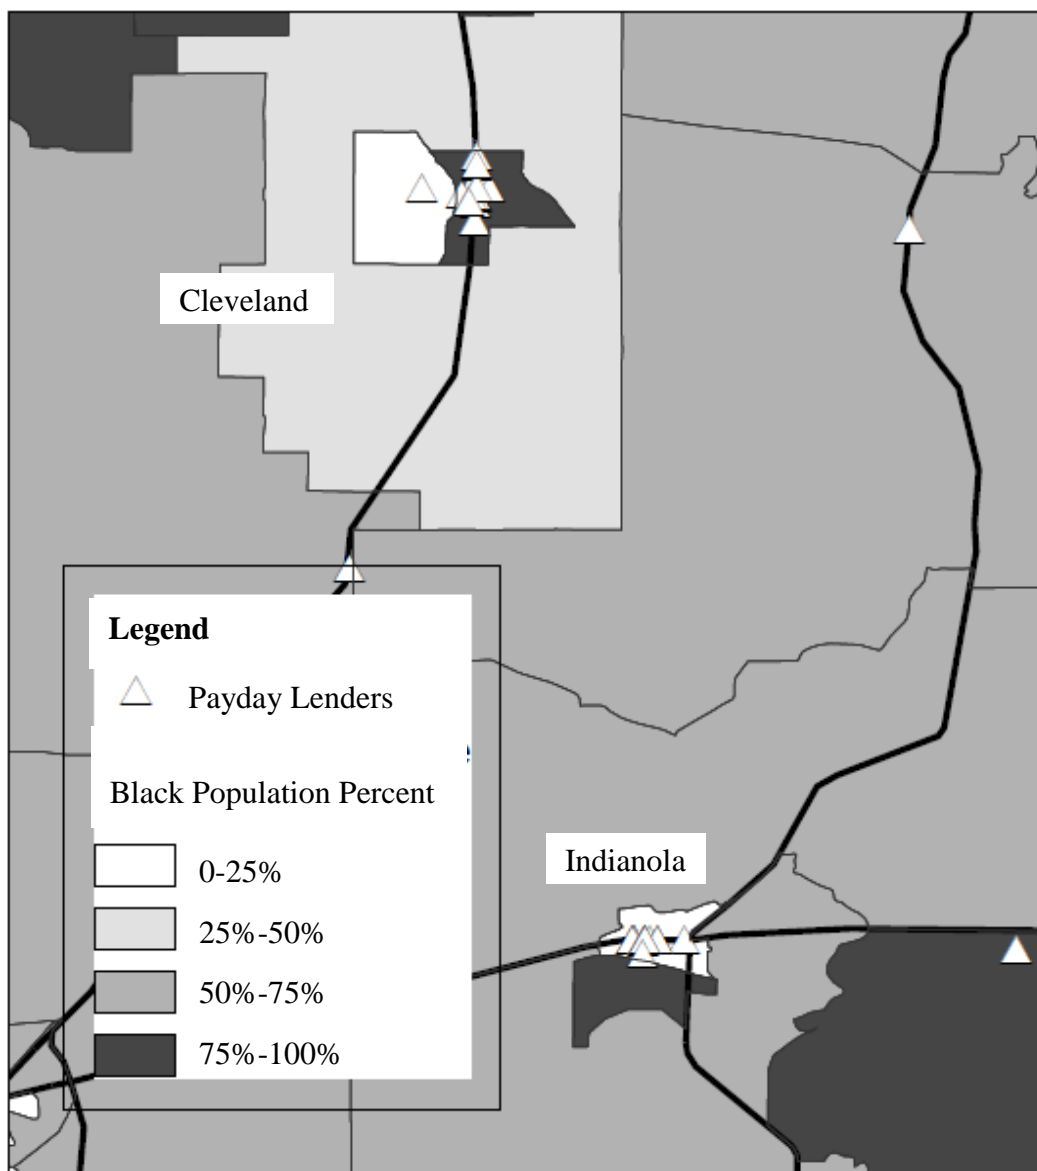 Cleveland
Legend
Payday Lenders
Black Population Percent
Indianola
0-25%
25%-50%
50%-75%
75%-100%